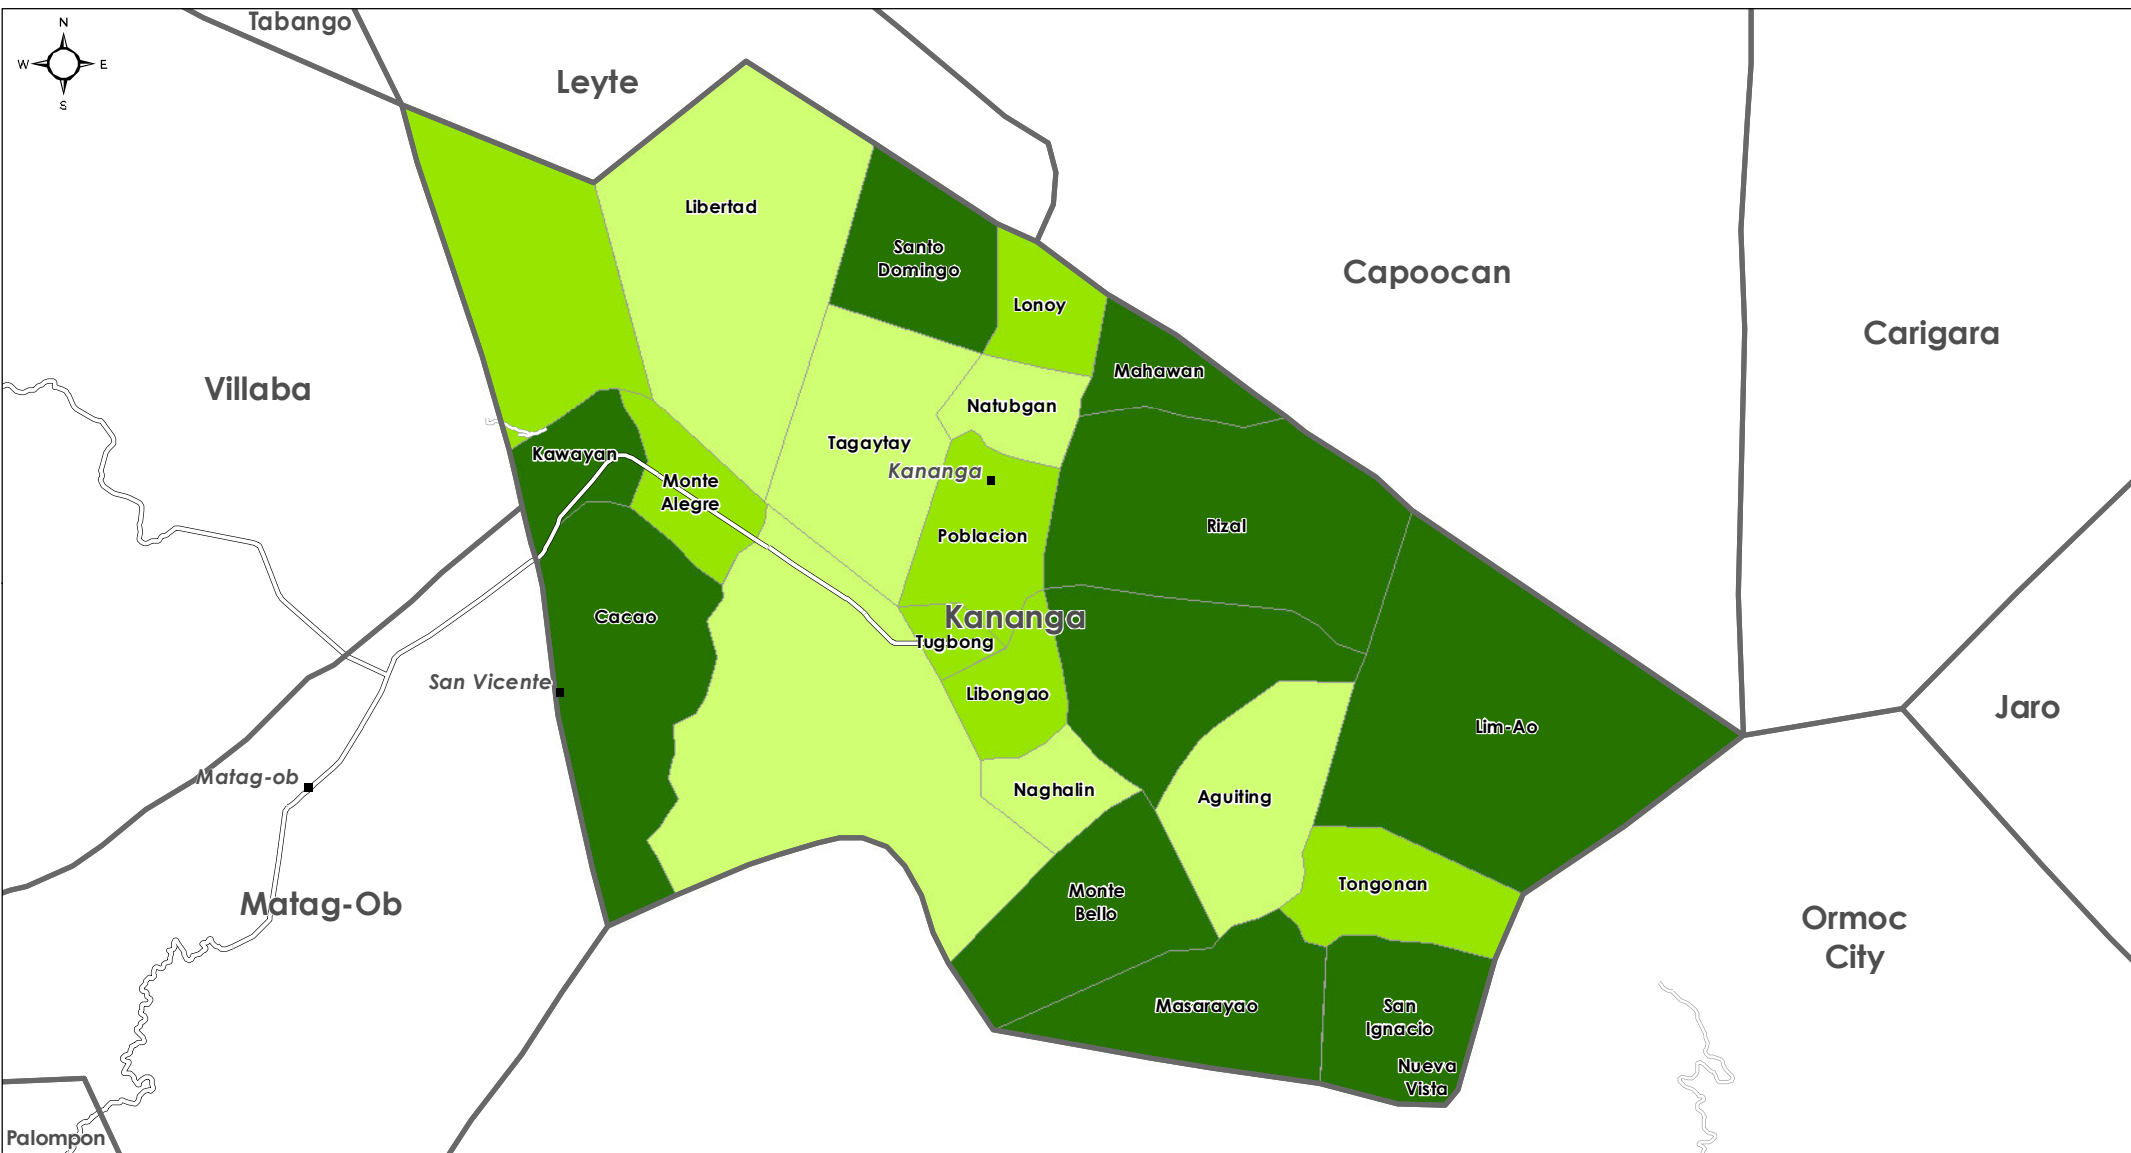 Tabango
N
W
E
S
Leyte
Libertad
Santo
Domingo
Capoocan
Lonoy
Carigara
Mahawan
Villaba
Natubgan
Tagaytay
Kawayan
Kananga
Monte
Alegre
Rizal
Poblacion
Cacao
Kananga
Tugbong
San Vicente
Libongao
Jaro
Lim-Ao
Matag-ob
Naghalin
Aguiting
Tongonan
Monte
Bello
Matag-Ob
Ormoc
City
Masarayao
San
Ignacio
Nueva
Vista
Palompon